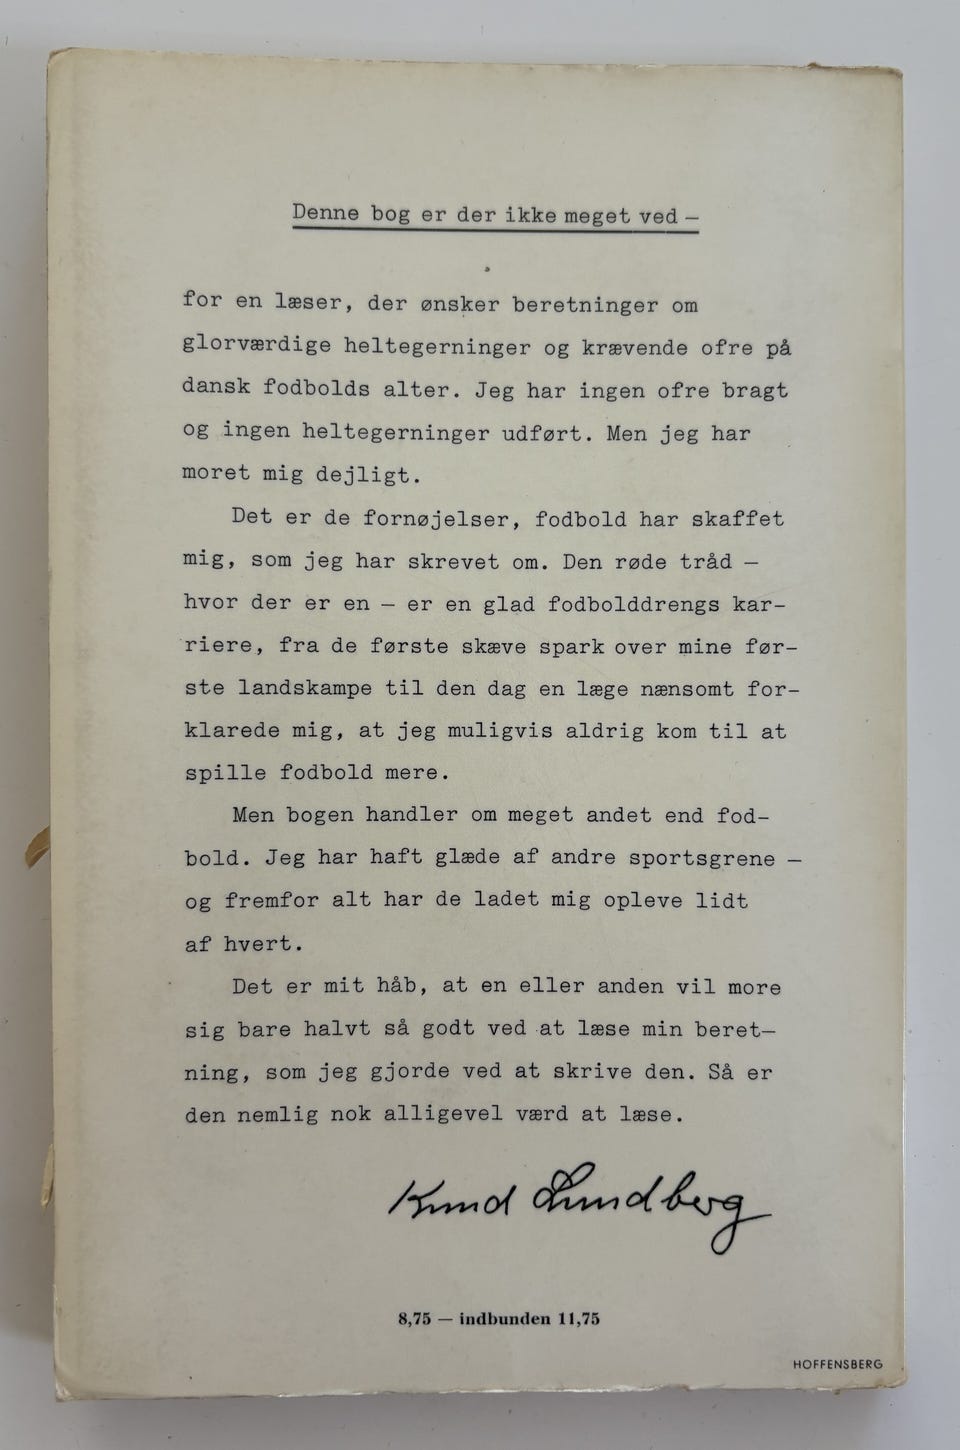 Denne bog er der ikke meget ved –
for en læser, der ønsker beretninger om
glorværdige heltegerninger og krævende ofre på
dansk fodbolds alter. Jeg har ingen ofre bragt
og ingen heltegerninger udført. Men jeg har
moret mig dejligt.
Det er de fornøjelser, fodbold har skaffet
mig, som jeg har skrevet om. Den røde tråd –
hvor der er en – er en glad fodbolddrengs kar-
riere, fra de første skæve spark over mine før-
ste landskampe til den dag en læge nænsomt for-
klarede mig, at jeg muligvis aldrig kom til at
spille fodbold mere.
Men bogen handler om meget andet end fod-
bold. Jeg har haft glæde af andre sportsgrene –
og fremfor alt har de ladet mig opleve lidt
af hvert.
Det er mit håb, at en eller anden vil more
sig bare halvt så godt ved at læse min beret-
ning, som jeg gjorde ved at skrive den. Så er
den nemlig nok alligevel værd at læse.
Knud Lundberg
8,75 — indbunden 11,75
HOFFENSBERG